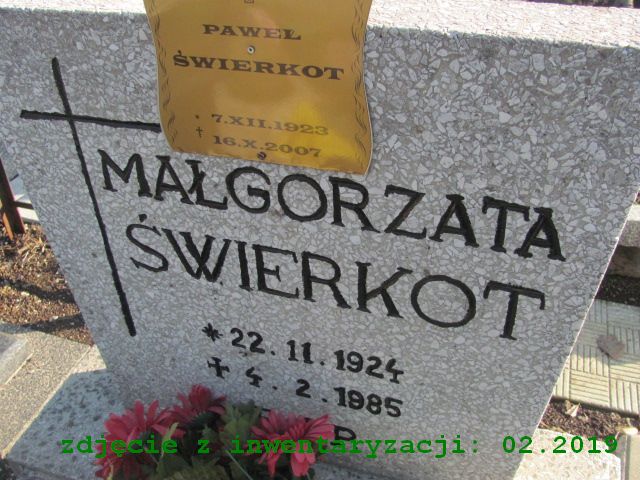 PAWEŁ
ŚWIERKOT
* 7.XII.1923
† 16.X.2007
MAŁGORZATA
ŚWIERKOT
* 22.11.1924
† 4.2.1985
zdjęcie z inwentaryzacji: 02.2019